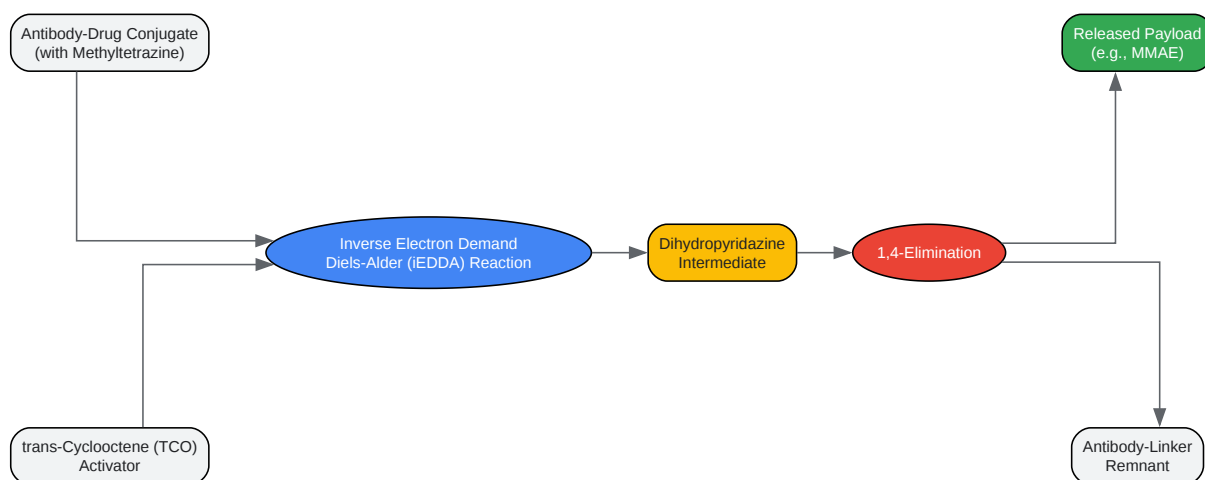 Antibody-Drug Conjugate
(with Methyltetrazine)
Released Payload
(e.g., MMAE)
Inverse Electron Demand
Diels-Alder (iEDDA) Reaction
Dihydropyridazine
Intermediate
1,4-Elimination
trans-Cyclooctene (TCO)
Activator
Antibody-Linker
Remnant